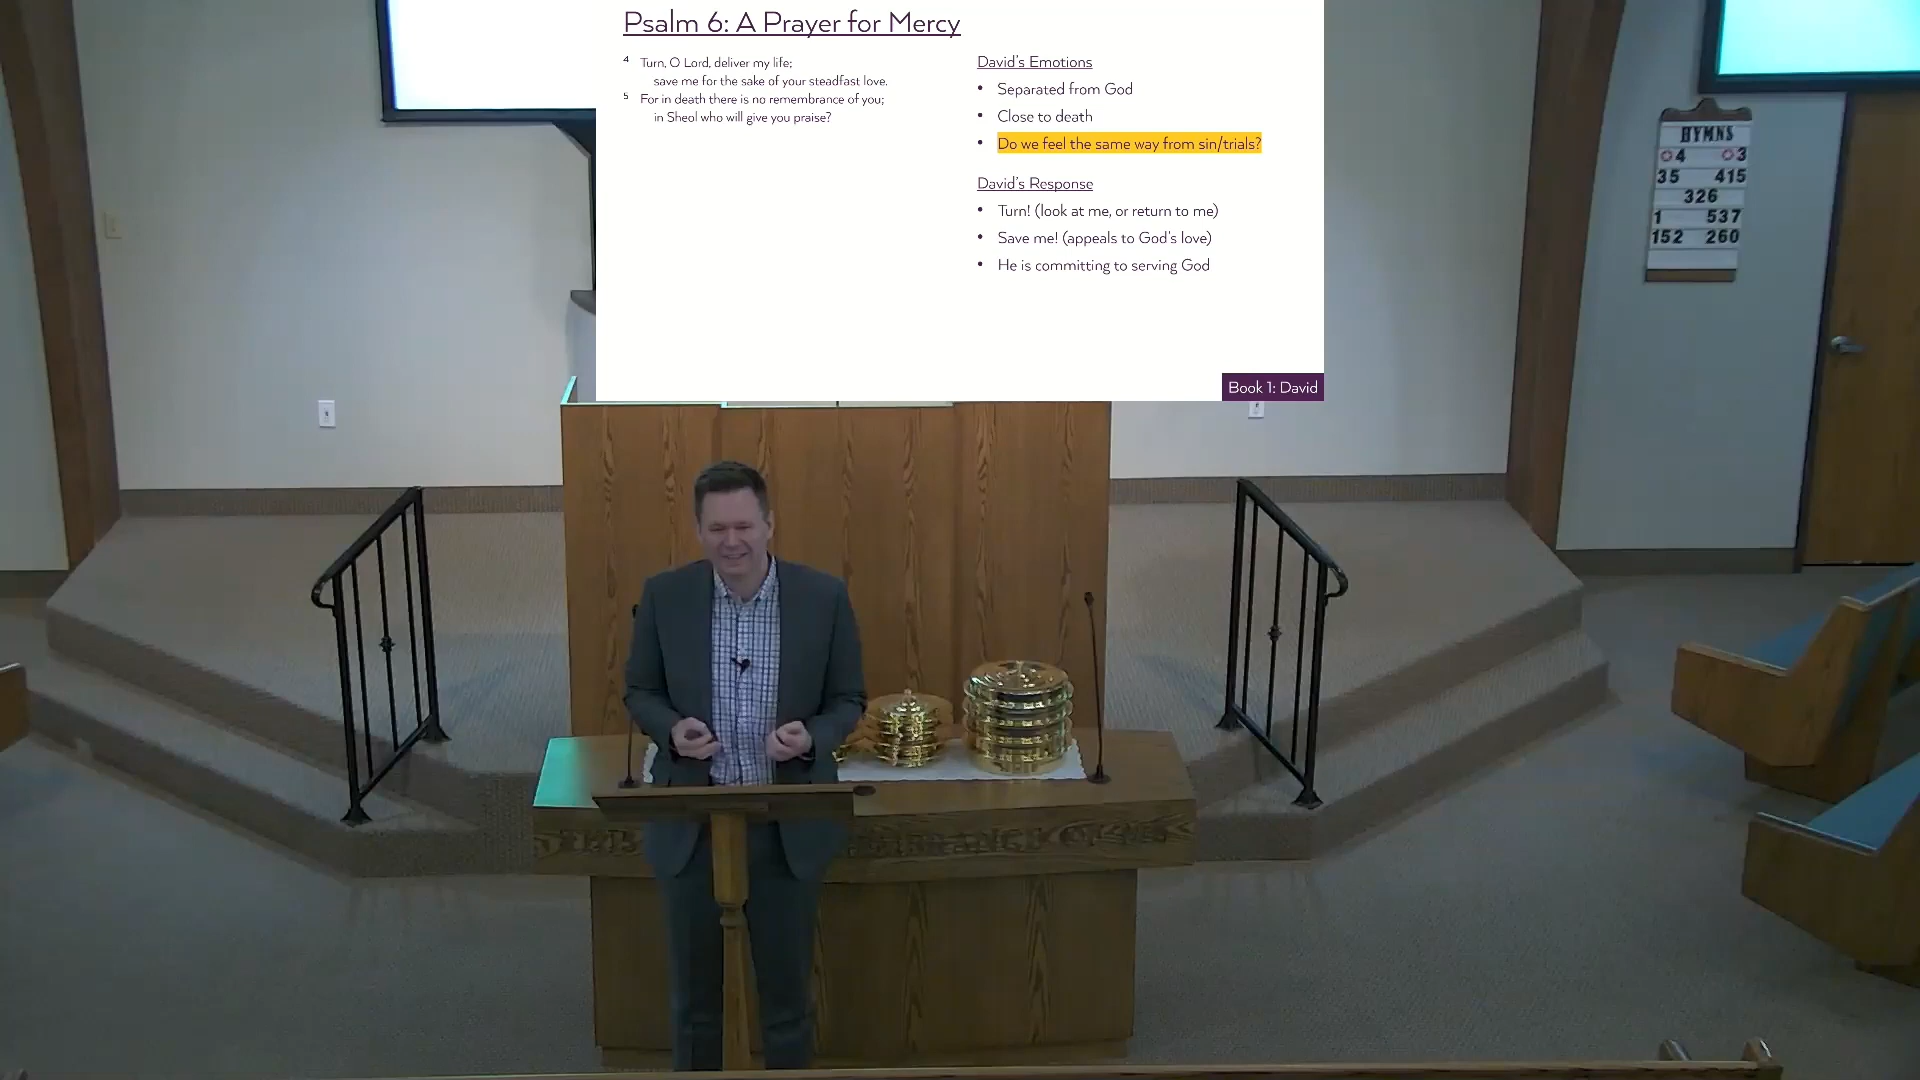 Psalm 6: A Prayer for Mercy
4 Turn, O Lord, deliver my life;
save me for the sake of your steadfast love.
5 For in death there is no remembrance of you;
in Sheol who will give you praise?
David's Emotions
• Separated from God
• Close to death
• Do we feel the same way from sin/trials?
David's Response
• Turn! (look at me, or return to me)
• Save me! (appeals to God's love)
• He is committing to serving God
Book 1: David
HYMNS
4 3
35 415
326
1 537
152 260